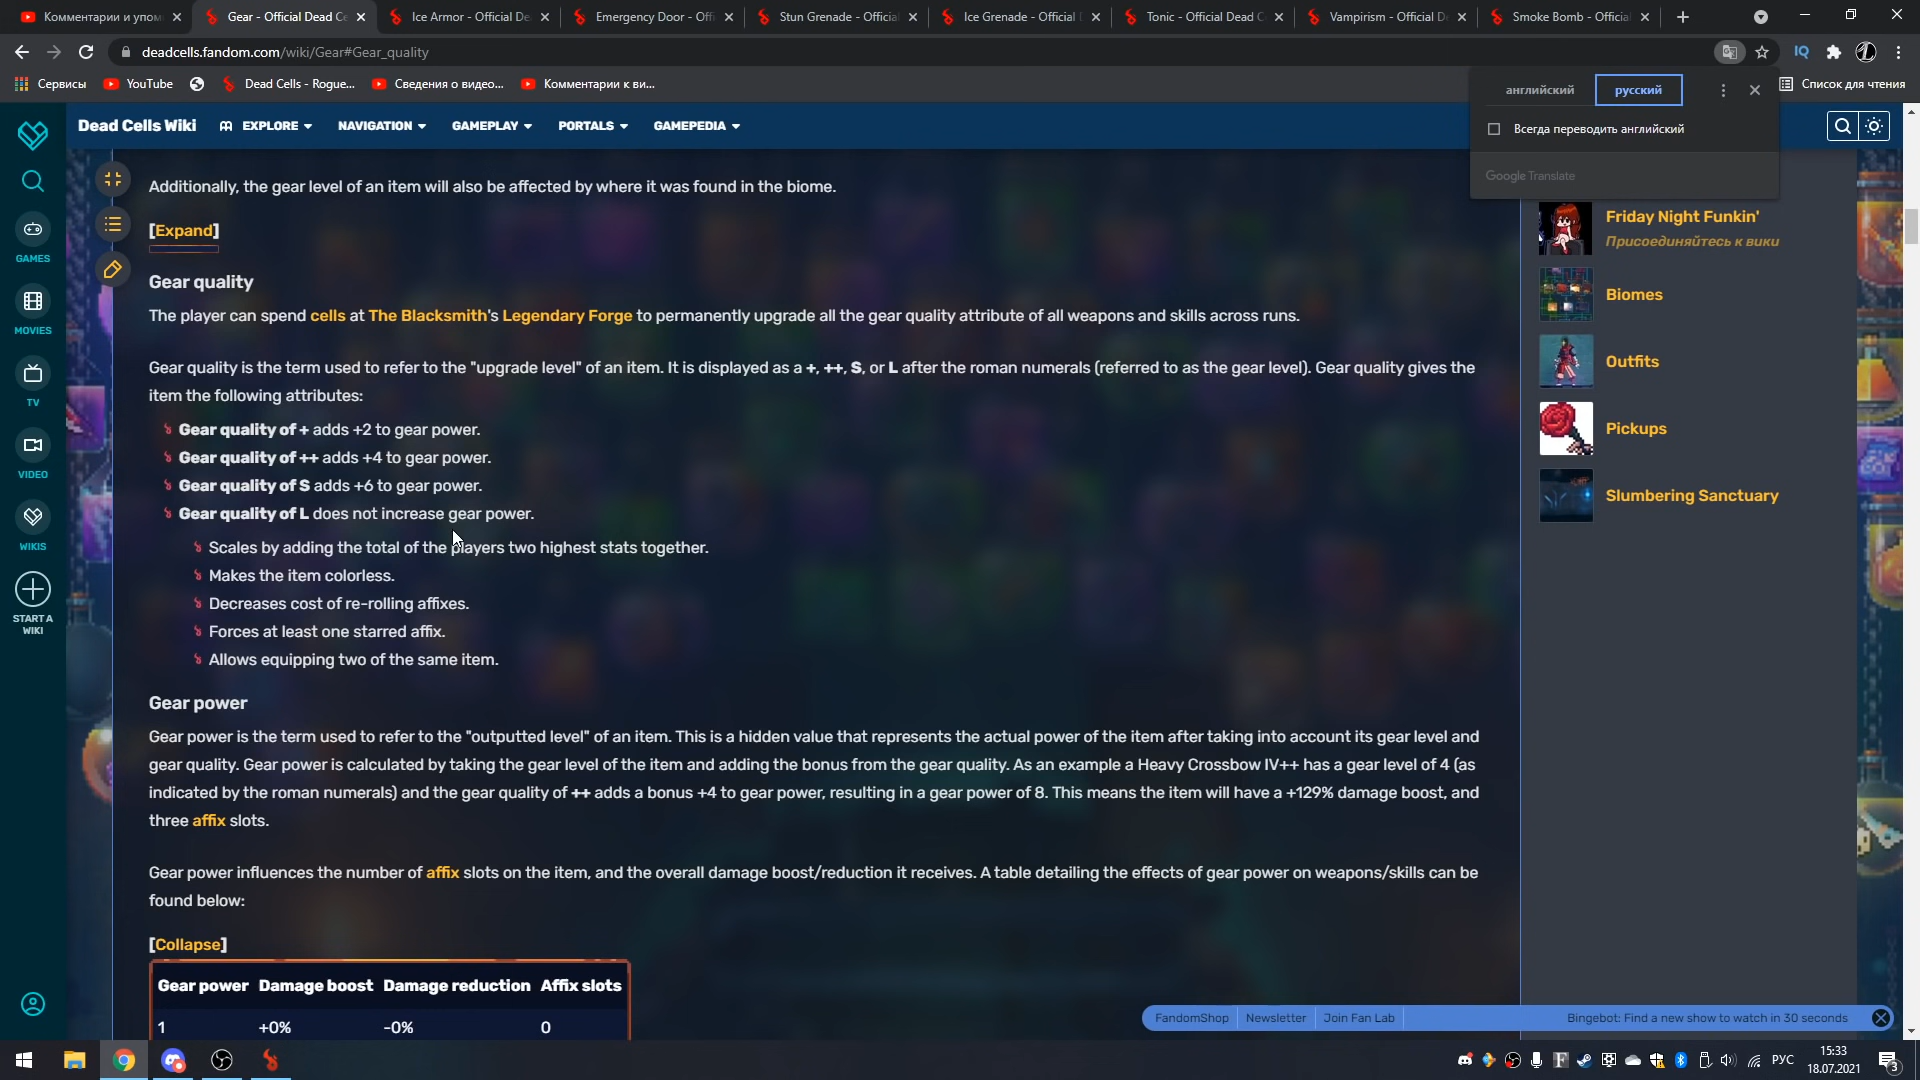 Комментарии и упом
Gear - Official Dead Ce
Ice Armor - Official De
Emergency Door - Offi
Stun Grenade - Official
Ice Grenade - Official
Tonic - Official Dead C
Vampirism - Official D
Smoke Bomb - Official
deadcells.fandom.com/wiki/Gear#Gear_quality
IQ
Сервисы
YouTube
Dead Cells - Rogue...
Сведения о видео...
Комментарии к ви...
Список для чтения
английский
русский
Всегда переводить английский
Google Translate
Dead Cells Wiki
EXPLORE
NAVIGATION
GAMEPLAY
PORTALS
GAMEPEDIA
GAMES
MOVIES
TV
VIDEO
WIKIS
START A
WIKI
Additionally, the gear level of an item will also be affected by where it was found in the biome.
[Expand]
Gear quality
The player can spend cells at The Blacksmith's Legendary Forge to permanently upgrade all the gear quality attribute of all weapons and skills across runs.
Gear quality is the term used to refer to the "upgrade level" of an item. It is displayed as a +, ++, S, or L after the roman numerals (referred to as the gear level). Gear quality gives the
item the following attributes:
Gear quality of + adds +2 to gear power.
Gear quality of ++ adds +4 to gear power.
Gear quality of S adds +6 to gear power.
Gear quality of L does not increase gear power.
Scales by adding the total of the players two highest stats together.
Makes the item colorless.
Decreases cost of re-rolling affixes.
Forces at least one starred affix.
Allows equipping two of the same item.
Gear power
Gear power is the term used to refer to the "outputted level" of an item. This is a hidden value that represents the actual power of the item after taking into account its gear level and
gear quality. Gear power is calculated by taking the gear level of the item and adding the bonus from the gear quality. As an example a Heavy Crossbow IV++ has a gear level of 4 (as
indicated by the roman numerals) and the gear quality of ++ adds a bonus +4 to gear power, resulting in a gear power of 8. This means the item will have a +129% damage boost, and
three affix slots.
Gear power influences the number of affix slots on the item, and the overall damage boost/reduction it receives. A table detailing the effects of gear power on weapons/skills can be
found below:
[Collapse]
Gear power Damage boost Damage reduction Affix slots
1 +0% -0% 0
Friday Night Funkin'
Присоединяйтесь к вики
Biomes
Outfits
Pickups
Slumbering Sanctuary
FandomShop
Newsletter
Join Fan Lab
Bingebot: Find a new show to watch in 30 seconds
РУС
15:33
18.07.2021
3